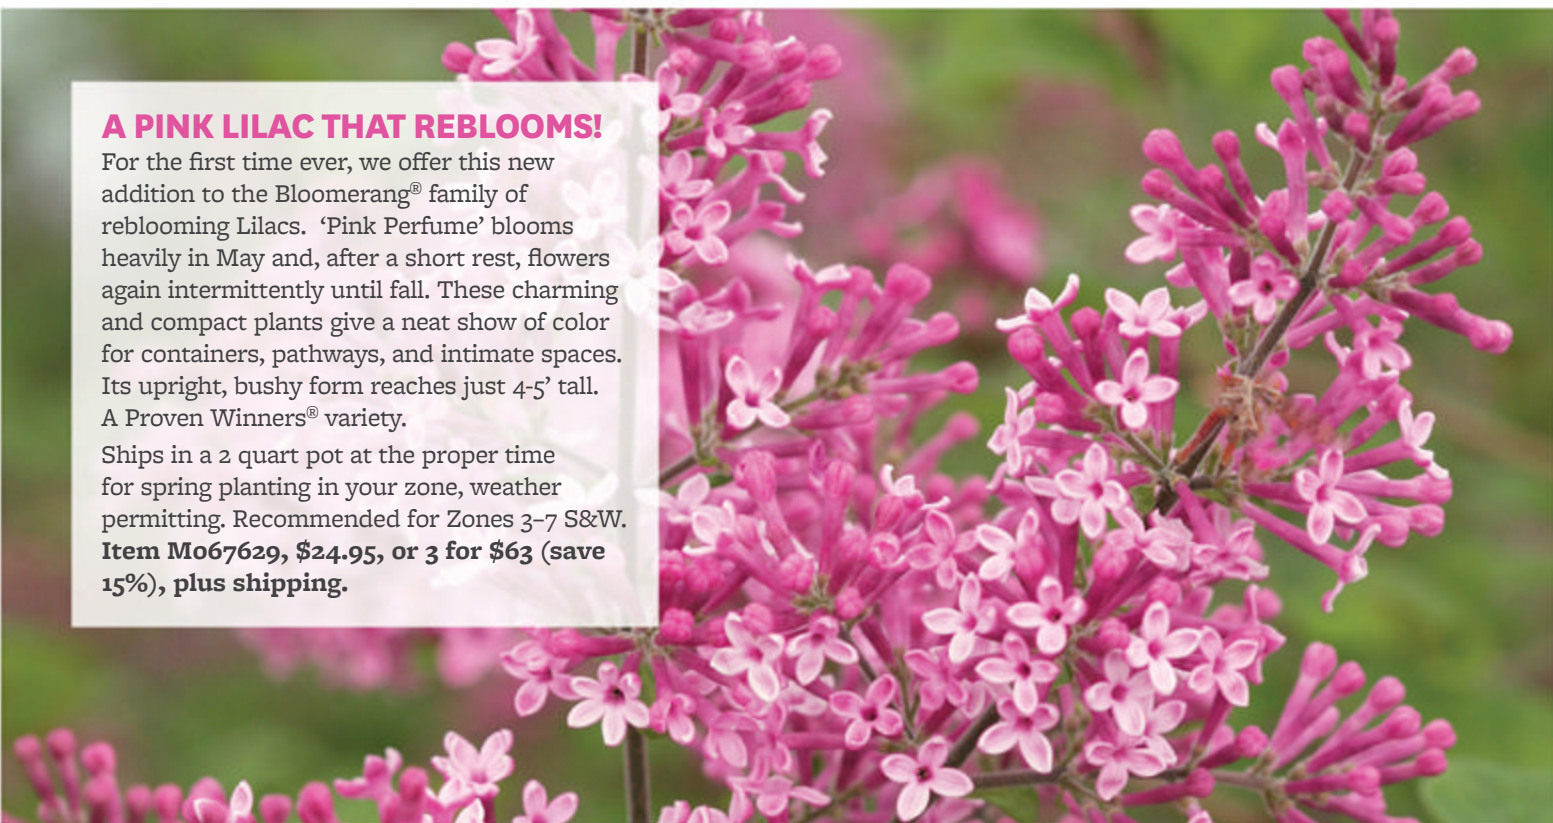 A PINK LILAC THAT REBLOOMS!
For the first time ever, we offer this new
addition to the Bloomerang® family of
reblooming Lilacs.  ‘Pink Perfume’ blooms
heavily in May and, after a short rest, flowers
again intermittently until fall. These charming
and compact plants give a neat show of color
for containers, pathways, and intimate spaces.
Its upright, bushy form reaches just 4-5’ tall.
A Proven Winners® variety.
Ships in a 2 quart pot at the proper time
for spring planting in your zone, weather
permitting. Recommended for Zones 3–7 S&W.
Item M067629, $24.95, or 3 for $63 (save
15%), plus shipping.